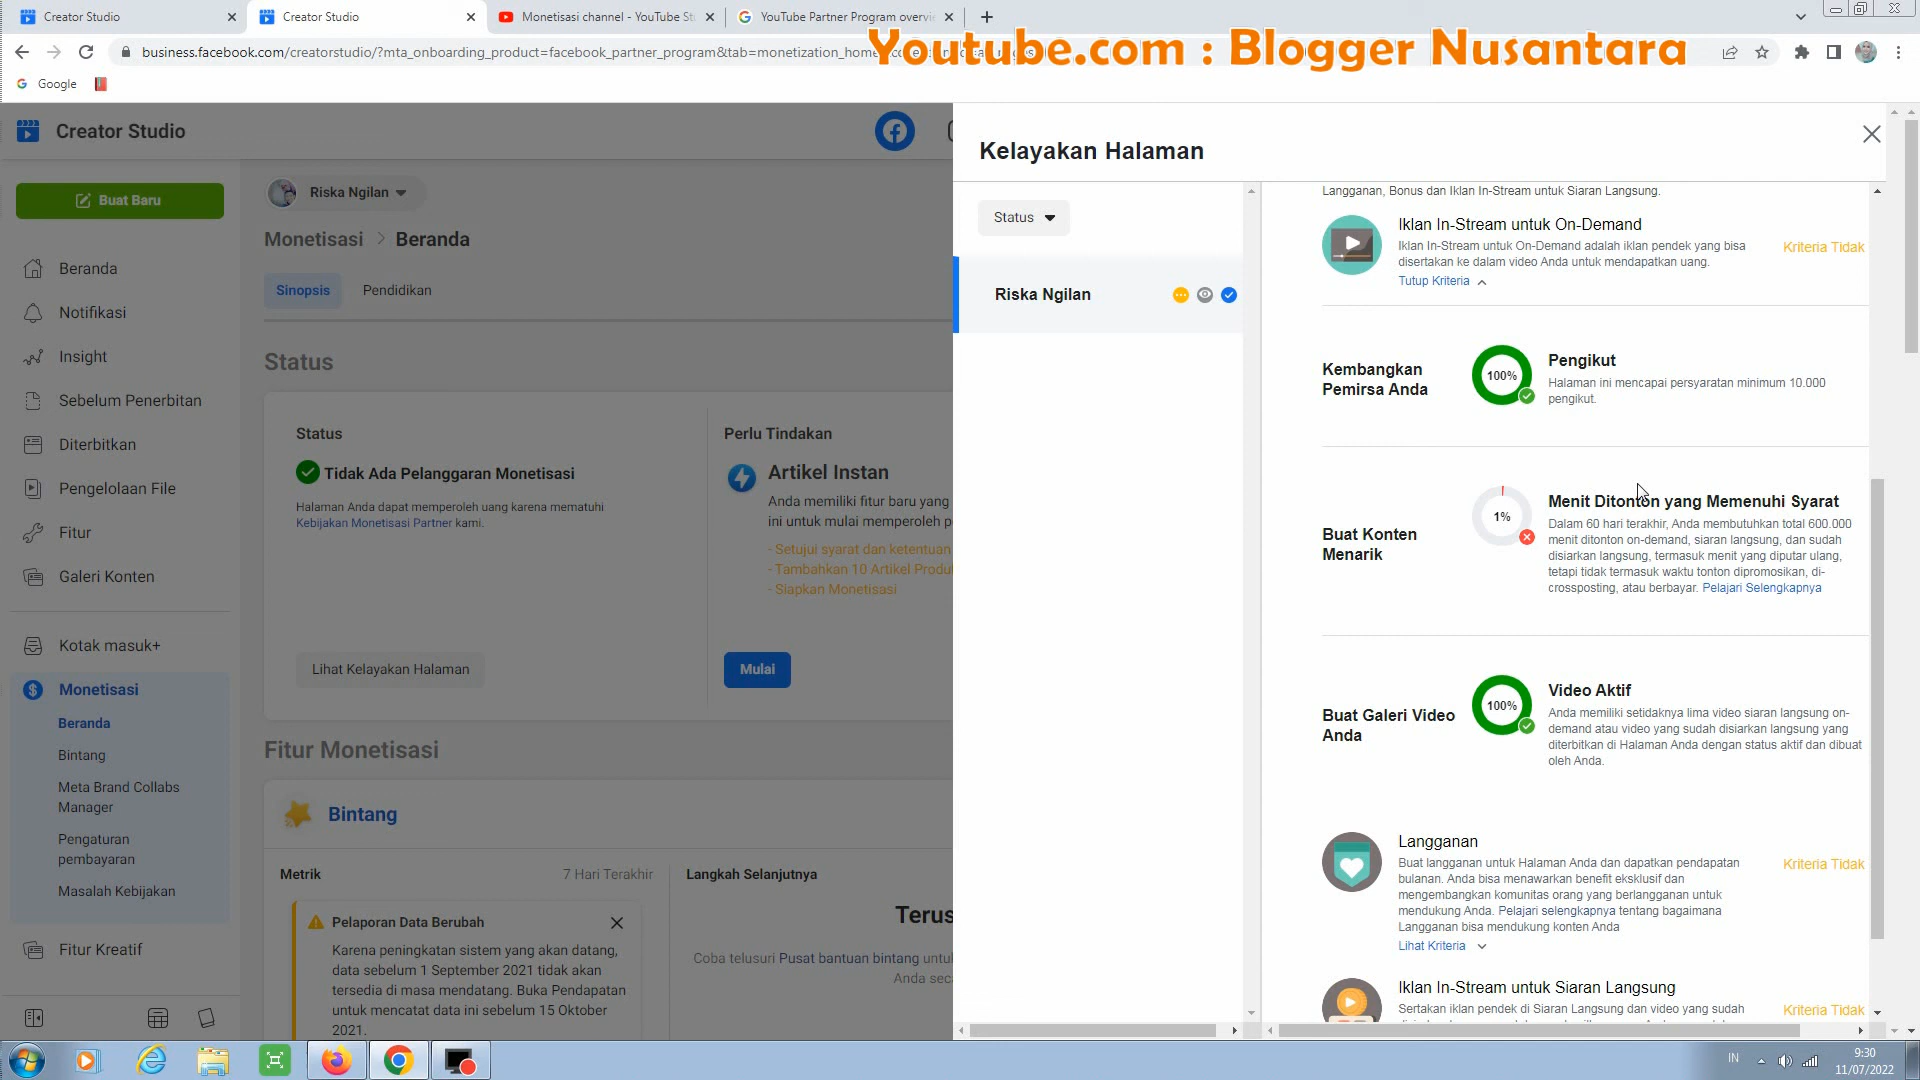 Creator Studio
Creator Studio
Monetisasi channel - YouTube St
YouTube Partner Program overvi
business.facebook.com/creatorstudio/?mta_onboarding_product=facebook_partner_program&tab=monetization_home
Youtube.com : Blogger Nusantara
Google
Creator Studio
Buat Baru
Beranda
Notifikasi
Insight
Sebelum Penerbitan
Diterbitkan
Pengelolaan File
Fitur
Galeri Konten
Kotak masuk+
Monetisasi
Beranda
Bintang
Meta Brand Collabs
Manager
Pengaturan
pembayaran
Masalah Kebijakan
Fitur Kreatif
Riska Ngilan
Monetisasi > Beranda
Sinopsis
Pendidikan
Status
Status
Tidak Ada Pelanggaran Monetisasi
Halaman Anda dapat memperoleh uang karena mematuhi
Kebijakan Monetisasi Partner kami.
Lihat Kelayakan Halaman
Perlu Tindakan
Artikel Instan
Anda memiliki fitur baru yang
ini untuk mulai memperoleh p
- Setujui syarat dan ketentuan
- Tambahkan 10 Artikel Produ
- Siapkan Monetisasi
Mulai
Fitur Monetisasi
Bintang
Metrik
7 Hari Terakhir
Pelaporan Data Berubah
Karena peningkatan sistem yang akan datang,
data sebelum 1 September 2021 tidak akan
tersedia di masa mendatang. Buka Pendapatan
untuk mencatat data ini sebelum 15 Oktober
2021.
Langkah Selanjutnya
Terus
Coba telusuri Pusat bantuan bintang untu
Anda seca
Kelayakan Halaman
Status
Riska Ngilan
Langganan, Bonus dan Iklan In-Stream untuk Siaran Langsung.
Iklan In-Stream untuk On-Demand
Iklan In-Stream untuk On-Demand adalah iklan pendek yang bisa
disertakan ke dalam video Anda untuk mendapatkan uang.
Tutup Kriteria
Kriteria Tidak
Kembangkan
Pemirsa Anda
100%
Pengikut
Halaman ini mencapai persyaratan minimum 10.000
pengikut.
Buat Konten
Menarik
1%
Menit Ditonton yang Memenuhi Syarat
Dalam 60 hari terakhir, Anda membutuhkan total 600.000
menit ditonton on-demand, siaran langsung, dan sudah
disiarkan langsung, termasuk menit yang diputar ulang,
tetapi tidak termasuk waktu tonton dipromosikan, di-
crossposting, atau berbayar. Pelajari Selengkapnya
Buat Galeri Video
Anda
100%
Video Aktif
Anda memiliki setidaknya lima video siaran langsung on-
demand atau video yang sudah disiarkan langsung yang
diterbitkan di Halaman Anda dengan status aktif dan dibuat
oleh Anda.
Langganan
Buat langganan untuk Halaman Anda dan dapatkan pendapatan
bulanan. Anda bisa menawarkan benefit eksklusif dan
mengembangkan komunitas orang yang berlangganan untuk
mendukung Anda. Pelajari selengkapnya tentang bagaimana
Langganan bisa mendukung konten Anda
Lihat Kriteria
Kriteria Tidak
Iklan In-Stream untuk Siaran Langsung
Sertakan iklan pendek di Siaran Langsung dan video yang sudah
Kriteria Tidak
IN
9:30
11/07/2022